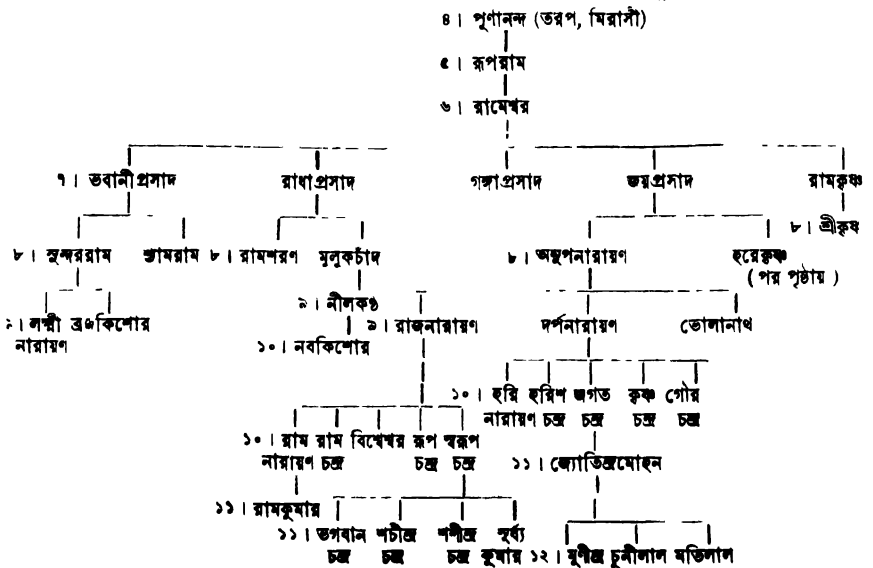 ৪। পূর্ণানন্দ (তরপ, মিরাসী)
৫। রূপরাম
৬। রামেশ্বর
৭। ভবানীপ্রসাদ রাধাপ্রসাদ গঙ্গাপ্রসাদ জয়প্রসাদ রামকৃষ্ণ
৮। শ্রীকৃষ্ণ
৮। সুন্দররাম শ্যামরাম ৮। রামশরণ মুলুকচাঁদ ৮। অনুপনারায়ণ হরেকৃষ্ণ
(পর পৃষ্ঠায়)
৯। নীলকণ্ঠ
৯। লক্ষ্মী ব্রজকিশোর ৯। রাজনারায়ণ দর্পনারায়ণ ভোলানাথ
নারায়ণ
১০। নবকিশোর
১০। হরি হরিশ জগত কৃষ্ণ গৌর
নারায়ণ চন্দ্র চন্দ্র চন্দ্র চন্দ্র
১০। রাম রাম বিশ্বেশ্বর রূপ স্বরূপ
নারায়ণ চন্দ্র চন্দ্র চন্দ্র
১১। জ্যোতিন্দ্রমোহন
১১। রামকুমার
১১। ভগবান শচীন্দ্র শশীন্দ্র সূর্য্য
চন্দ্র চন্দ্র চন্দ্র কুমার ১২। মুণীন্দ্র চুনীলাল মতিলাল